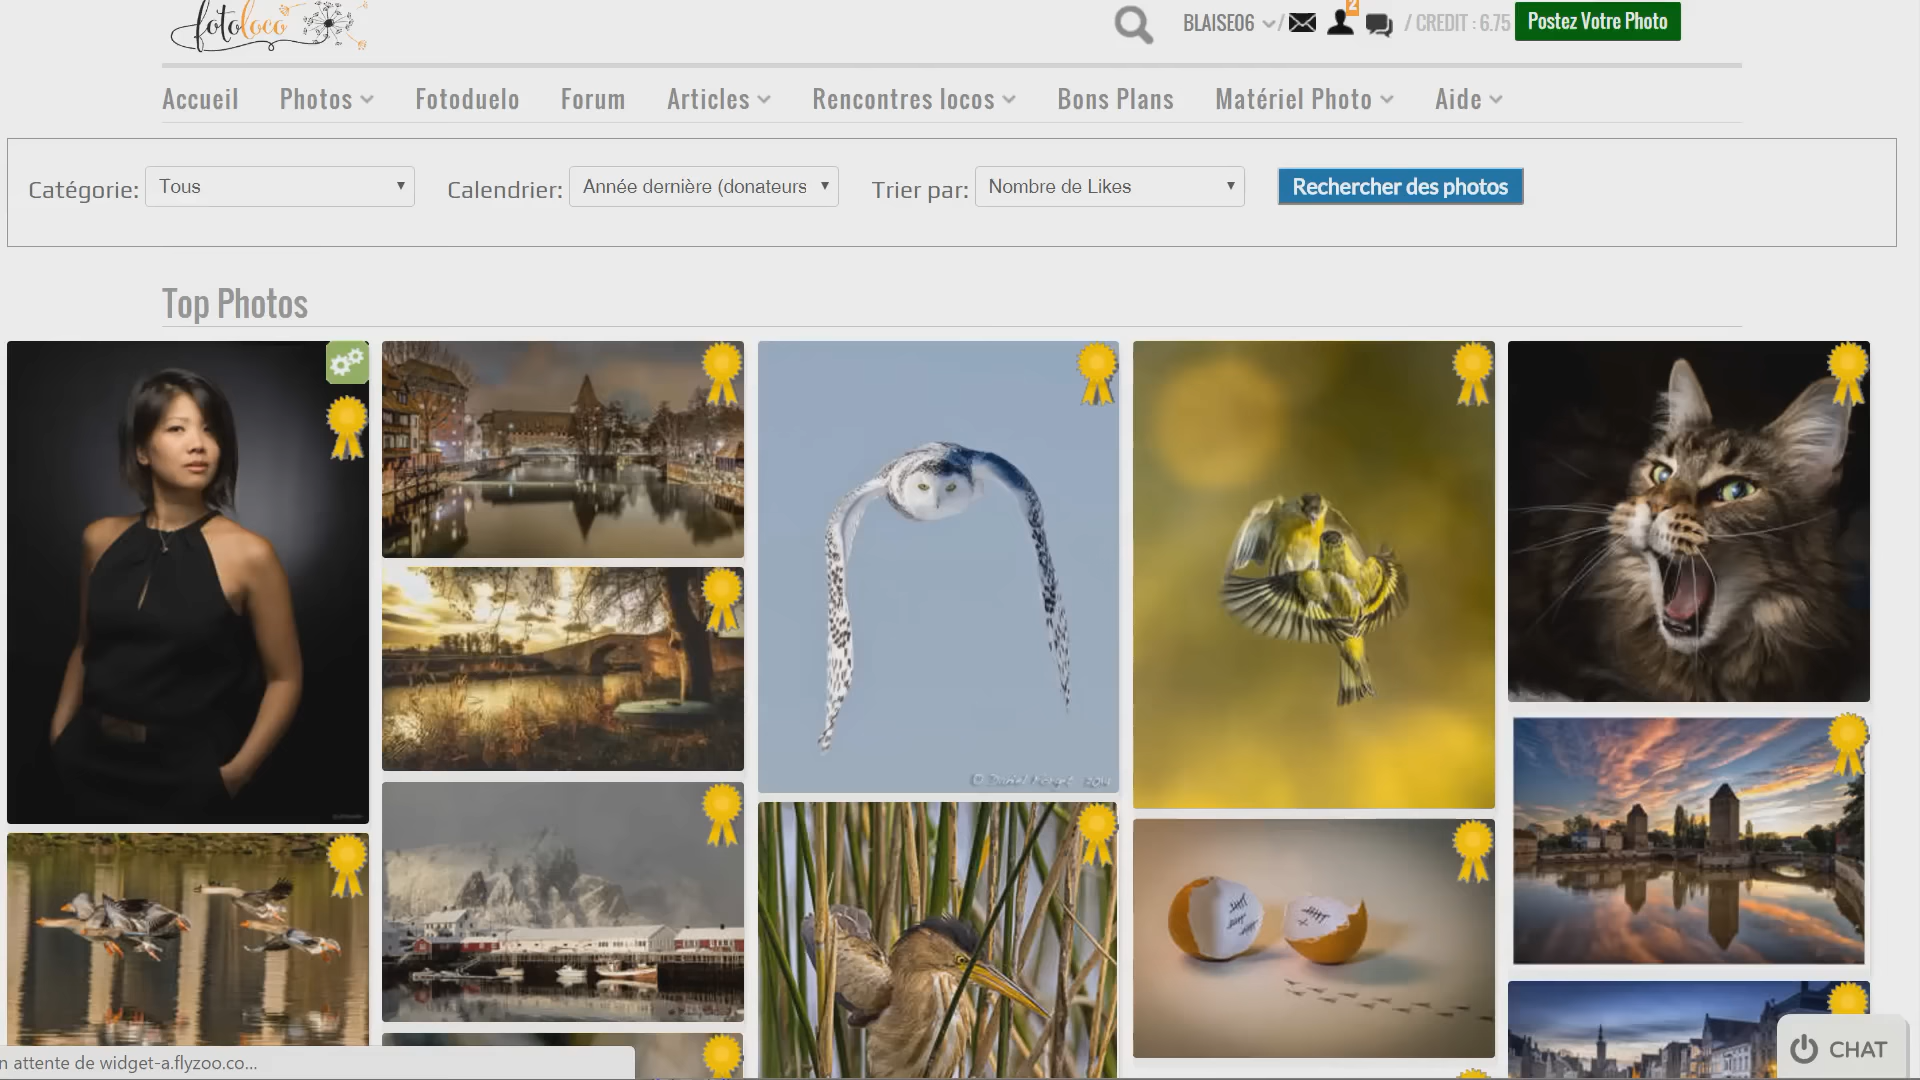 fotoloco
BLAISE06 / 2 / CREDIT : 6.75 Postez Votre Photo
Accueil Photos Fotoduelo Forum Articles Rencontres locos Bons Plans Matériel Photo Aide
Catégorie: Tous Calendrier: Année dernière (donateurs Trier par: Nombre de Likes Rechercher des photos
Top Photos
n attente de widget-a.flyzoo.co...
CHAT